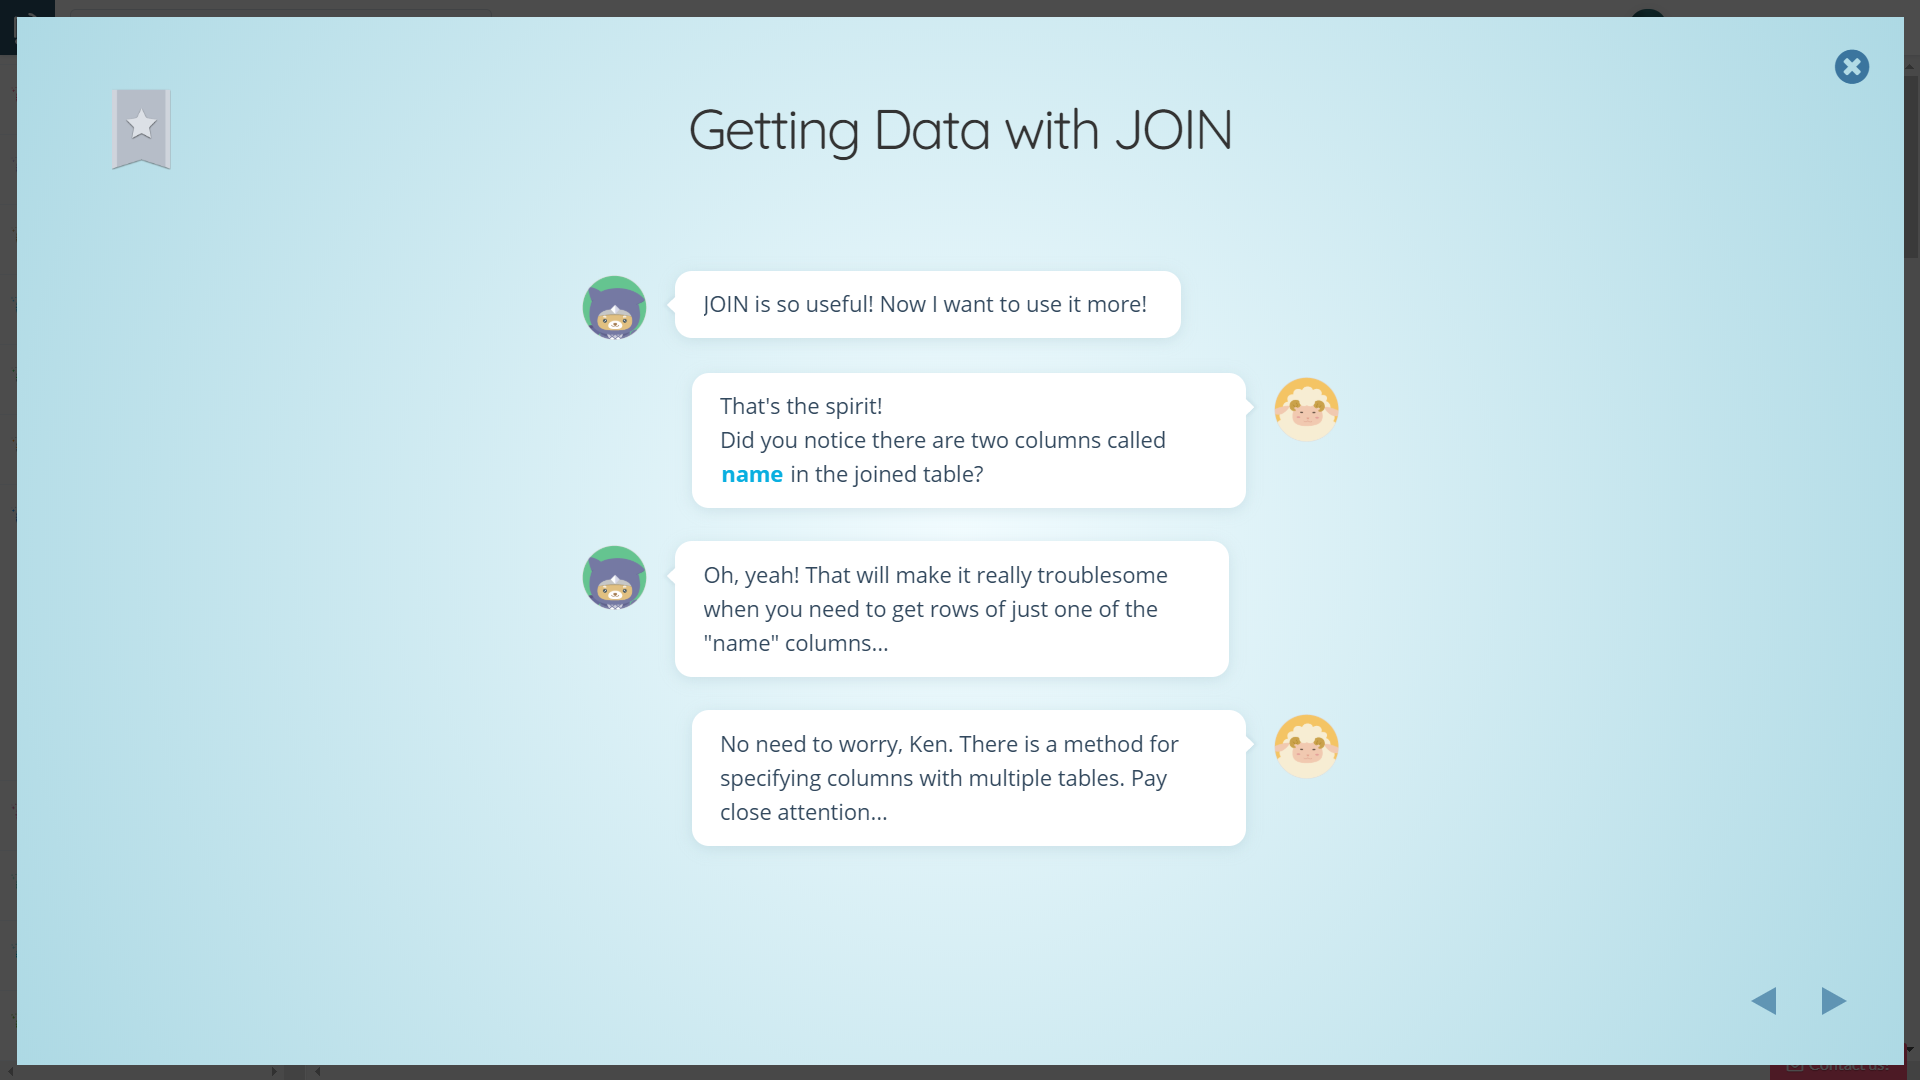 Getting Data with JOIN
JOIN is so useful! Now I want to use it more!
That's the spirit!
Did you notice there are two columns called
name in the joined table?
Oh, yeah! That will make it really troublesome
when you need to get rows of just one of the
"name" columns...
No need to worry, Ken. There is a method for
specifying columns with multiple tables. Pay
close attention...
Contact us!